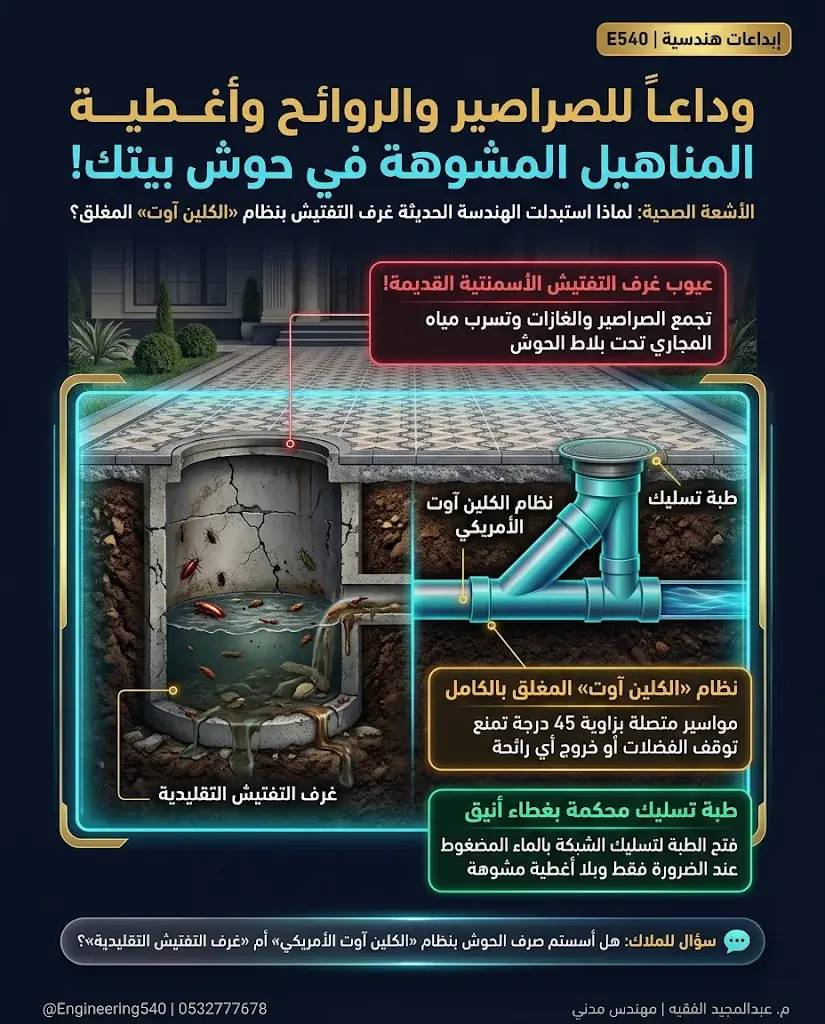 إبداعات هندسية | E540
وداعاً للصراصير والروائح وأغـطيـة
المناهيل المشوهة في حوش بيتك!
الأشعة الصحية: لماذا استبدلت الهندسة الحديثة غرف التفتيش بنظام «الكلين آوت» المغلق؟
عيوب غرف التفتيش الأسمنتية القديمة!
تجمع الصراصير والغازات وتسرب مياه
المجاري تحت بلاط الحوش
طبة تسليك
نظام الكلين آوت
الأمريكي
نظام «الكلين آوت» المغلق بالكامل
مواسير متصلة بزاوية 45 درجة تمنع
توقف الفضلات أو خروج أي رائحة
غرف التفتيش التقليدية
طبة تسليك محكمة بغطاء أنيق
فتح الطبة لتسليك الشبكة بالماء المضغوط
عند الضرورة فقط وبلا أغطية مشوهة
سؤال للملاك: هل أسستم صرف الحوش بنظام «الكلين آوت الأمريكي» أم «غرف التفتيش التقليدية»؟
م. عبدالمجيد الفقيه | مهندس مدني
@Engineering540 | 0532777678